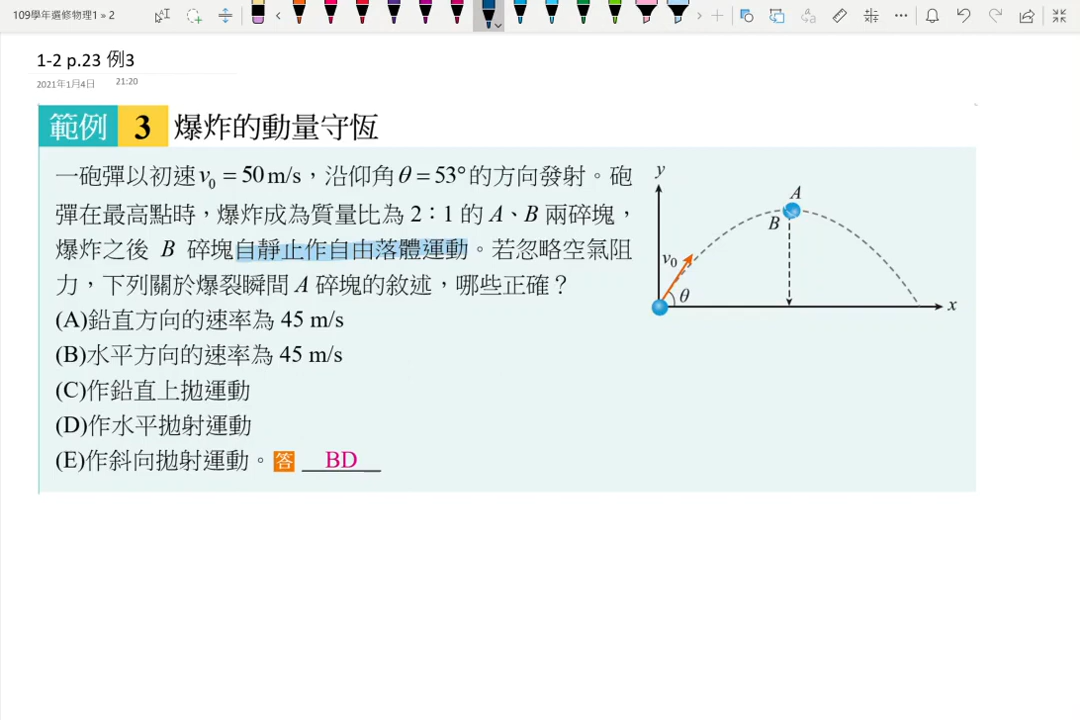 109學年選修物理1 » 2
1-2 p.23 例3
2021年1月4日 21:20
範例 3 爆炸的動量守恆
一砲彈以初速 v₀ = 50 m/s，沿仰角 θ = 53° 的方向發射。砲
彈在最高點時，爆炸成為質量比為 2：1 的 A、B 兩碎塊，
爆炸之後 B 碎塊自靜止作自由落體運動。若忽略空氣阻
力，下列關於爆裂瞬間 A 碎塊的敘述，哪些正確？
(A)鉛直方向的速率為 45 m/s
(B)水平方向的速率為 45 m/s
(C)作鉛直上拋運動
(D)作水平拋射運動
(E)作斜向拋射運動。答 BD
y
A
B
v₀
θ
x